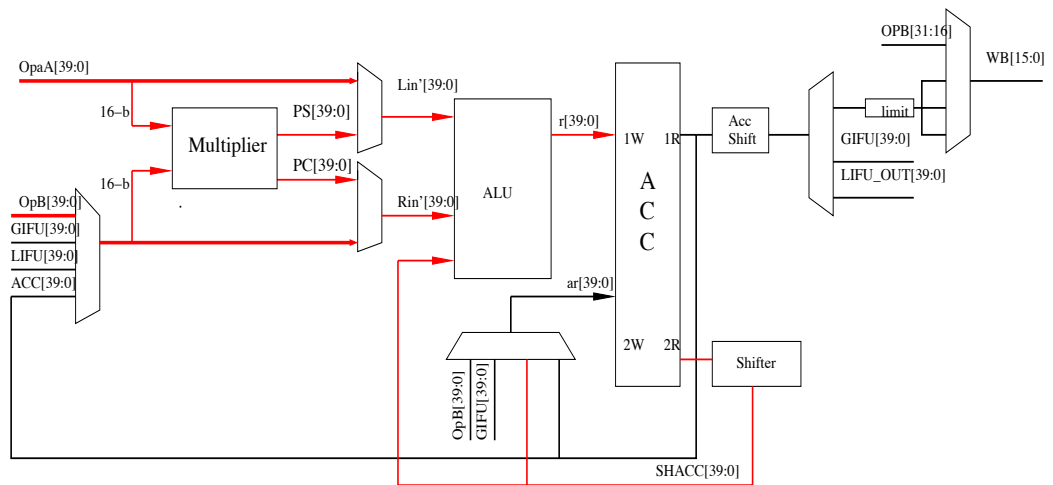 OPB[31:16]
WB[15:0]
OpaA[39:0]
Lin'[39:0]
16-b
PS[39:0]
r[39:0]
limit
Multiplier
1W
1R
Acc
Shift
GIFU[39:0]
PC[39:0]
LIFU_OUT[39:0]
16-b
ALU
A
C
C
OpB[39:0]
Rin'[39:0]
GIFU[39:0]
LIFU[39:0]
ACC[39:0]
ar[39:0]
2W
2R
Shifter
OpB[39:0]
GIFU[39:0]
SHACC[39:0]